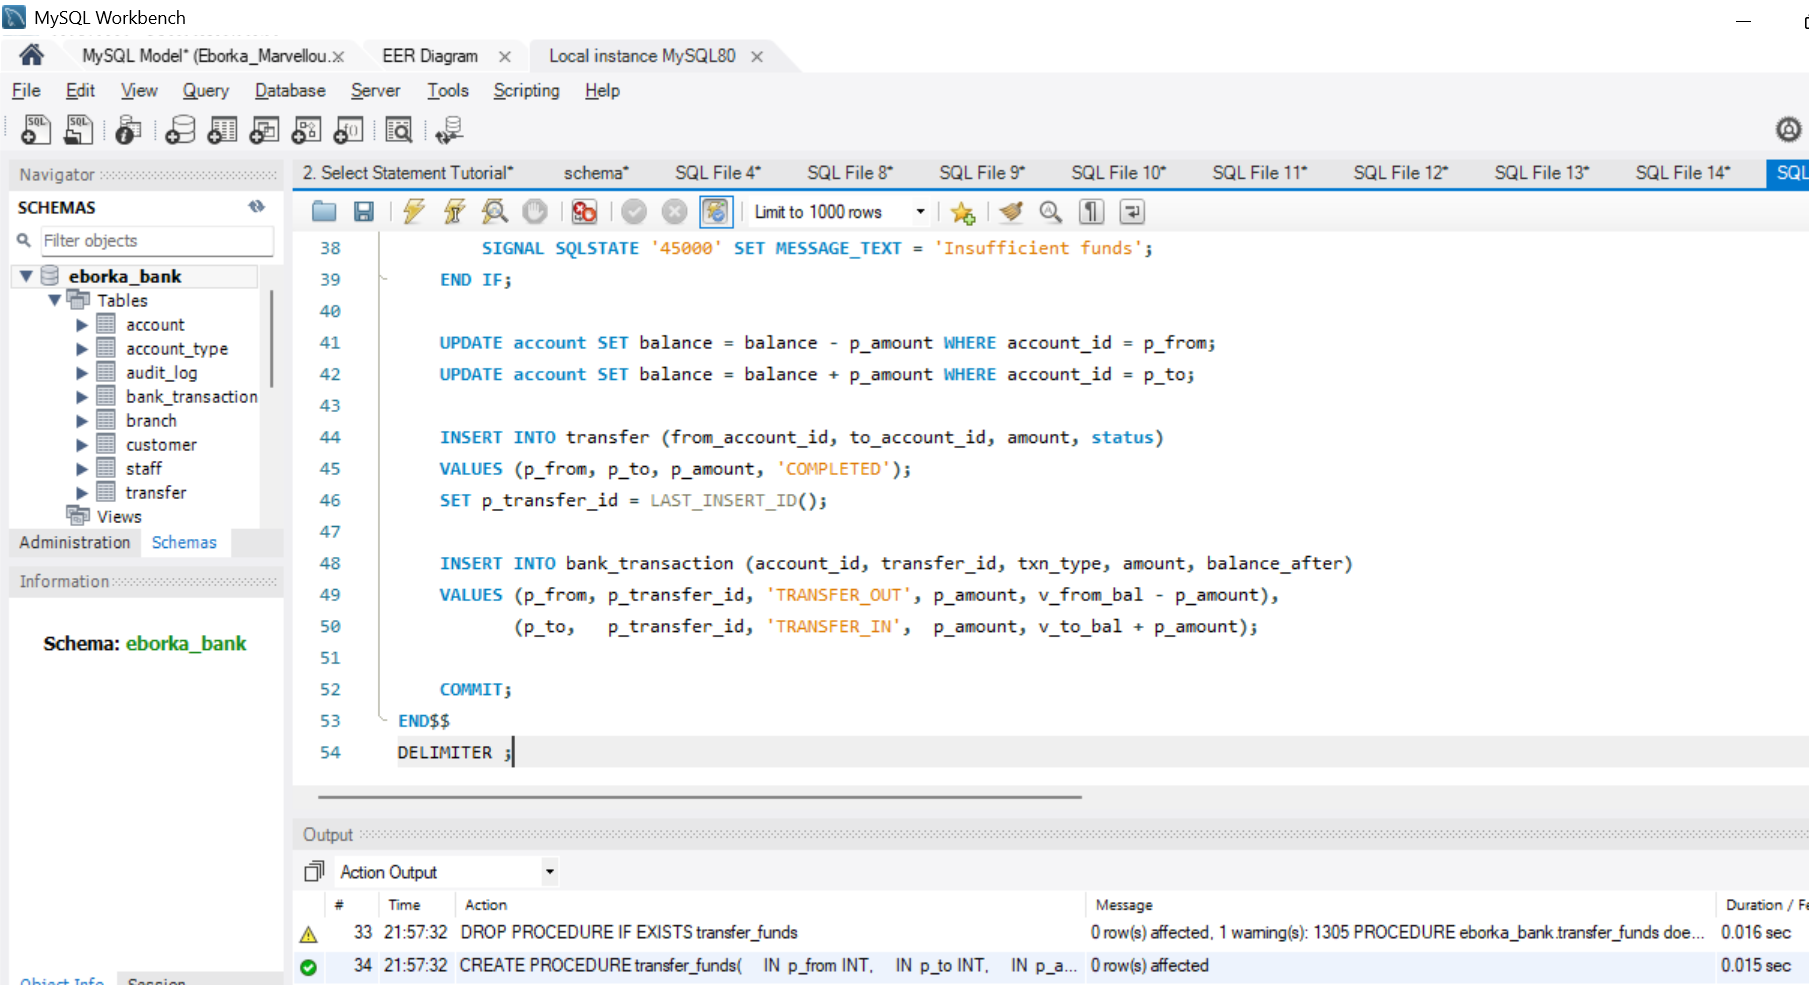 MySQL Workbench
MySQL Model* (Eborka_Marvellou.x
EER Diagram
Local instance MySQL80
File Edit View Query Database Server Tools Scripting Help
Navigator
2. Select Statement Tutorial* schema* SQL File 4* SQL File 8* SQL File 9* SQL File 10* SQL File 11* SQL File 12* SQL File 13* SQL File 14* SQL
SCHEMAS
Limit to 1000 rows
Filter objects
eborka_bank
Tables
account
account_type
audit_log
bank_transaction
branch
customer
staff
transfer
Views
Administration Schemas
Information
Schema: eborka_bank
Object Info Session
38 SIGNAL SQLSTATE '45000' SET MESSAGE_TEXT = 'Insufficient funds';
39 END IF;
40
41 UPDATE account SET balance = balance - p_amount WHERE account_id = p_from;
42 UPDATE account SET balance = balance + p_amount WHERE account_id = p_to;
43
44 INSERT INTO transfer (from_account_id, to_account_id, amount, status)
45 VALUES (p_from, p_to, p_amount, 'COMPLETED');
46 SET p_transfer_id = LAST_INSERT_ID();
47
48 INSERT INTO bank_transaction (account_id, transfer_id, txn_type, amount, balance_after)
49 VALUES (p_from, p_transfer_id, 'TRANSFER_OUT', p_amount, v_from_bal - p_amount),
50 (p_to, p_transfer_id, 'TRANSFER_IN', p_amount, v_to_bal + p_amount);
51
52 COMMIT;
53 END$$
54 DELIMITER ;
Output
Action Output
# Time Action Message Duration / Fe
33 21:57:32 DROP PROCEDURE IF EXISTS transfer_funds 0 row(s) affected, 1 warning(s): 1305 PROCEDURE eborka_bank.transfer_funds doe... 0.016 sec
34 21:57:32 CREATE PROCEDURE transfer_funds( IN p_from INT, IN p_to INT, IN p_a... 0 row(s) affected 0.015 sec